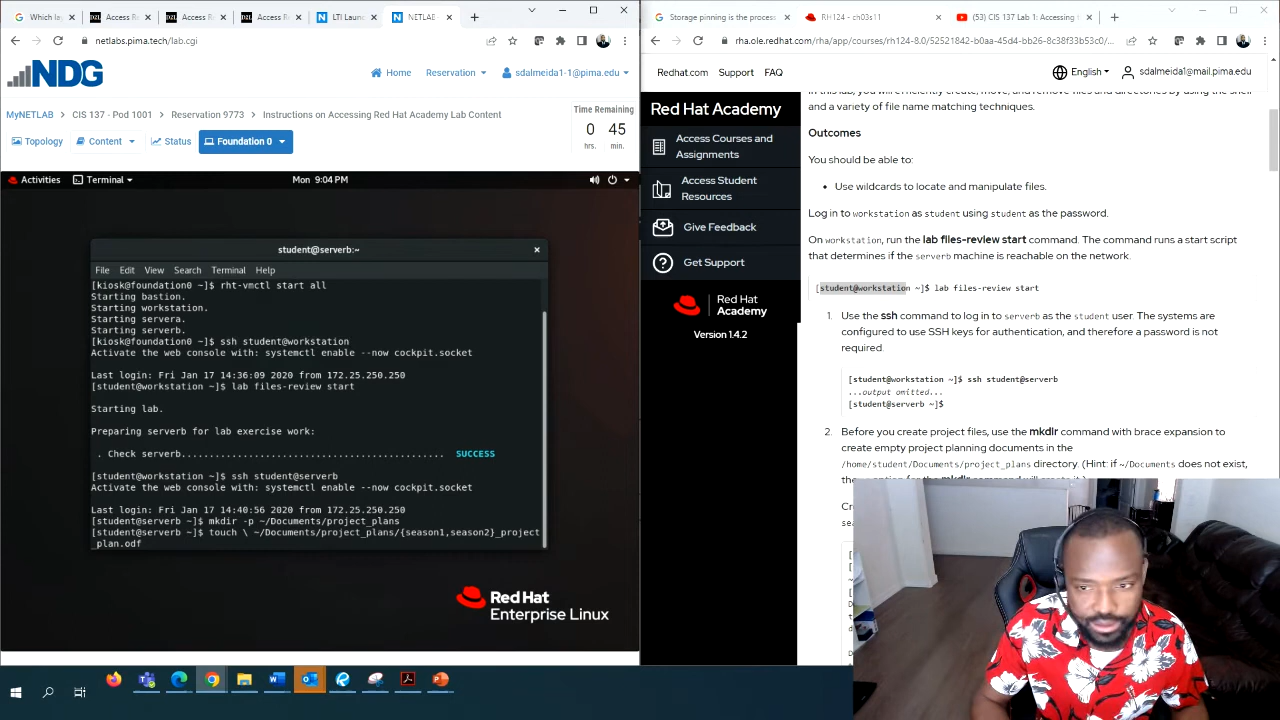 Which la
Access Re
Access R
Access Re
LTI Laun
NETLAB-
netlabs.pima.tech/lab.cgi
NDG
Home
Reservation
sdalmeida1-1@pima.edu
MyNETLAB > CIS 137 - Pod 1001 > Reservation 9773 > Instructions on Accessing Red Hat Academy Lab Content
Time Remaining
0 45
hrs. min.
Topology
Content
Status
Foundation 0
Activities
Terminal
Mon 9:04 PM
student@serverb:~
File Edit View Search Terminal Help
[kiosk@foundation0 ~]$ rht-vmctl start all
Starting bastion.
Starting workstation.
Starting servera.
Starting serverb.
[kiosk@foundation0 ~]$ ssh student@workstation
Activate the web console with: systemctl enable --now cockpit.socket
Last login: Fri Jan 17 14:36:09 2020 from 172.25.250.250
[student@workstation ~]$ lab files-review start
Starting lab.
Preparing serverb for lab exercise work:
. Check serverb............................................. SUCCESS
[student@workstation ~]$ ssh student@serverb
Activate the web console with: systemctl enable --now cockpit.socket
Last login: Fri Jan 17 14:40:56 2020 from 172.25.250.250
[student@serverb ~]$ mkdir -p ~/Documents/project_plans
[student@serverb ~]$ touch \ ~/Documents/project_plans/{season1,season2}_project
_plan.odf
Red Hat
Enterprise Linux
Storage pinning is the process
RH124 - ch03s11
(53) CIS 137 Lab 1: Accessing t
rha.ole.redhat.com/rha/app/courses/rh124-8.0/52521842-b0aa-45d4-bb26-8c38f33b53c0/...
Redhat.com
Support
FAQ
English
sdalmeida1@mail.pima.edu
Red Hat Academy
Access Courses and
Assignments
Access Student
Resources
Give Feedback
Get Support
Red Hat
Academy
Version 1.4.2
In this lab, you will efficiently create, move, and remove files and directories by using the shell
and a variety of file name matching techniques.
Outcomes
You should be able to:
• Use wildcards to locate and manipulate files.
Log in to workstation as student using student as the password.
On workstation, run the lab files-review start command. The command runs a start script
that determines if the serverb machine is reachable on the network.
[student@workstation ~]$ lab files-review start
1. Use the ssh command to log in to serverb as the student user. The systems are
configured to use SSH keys for authentication, and therefore a password is not
required.
[student@workstation ~]$ ssh student@serverb
...output omitted...
[student@serverb ~]$
2. Before you create project files, use the mkdir command with brace expansion to
create empty project planning documents in the
/home/student/Documents/project_plans directory. (Hint: if ~/Documents does not exist,